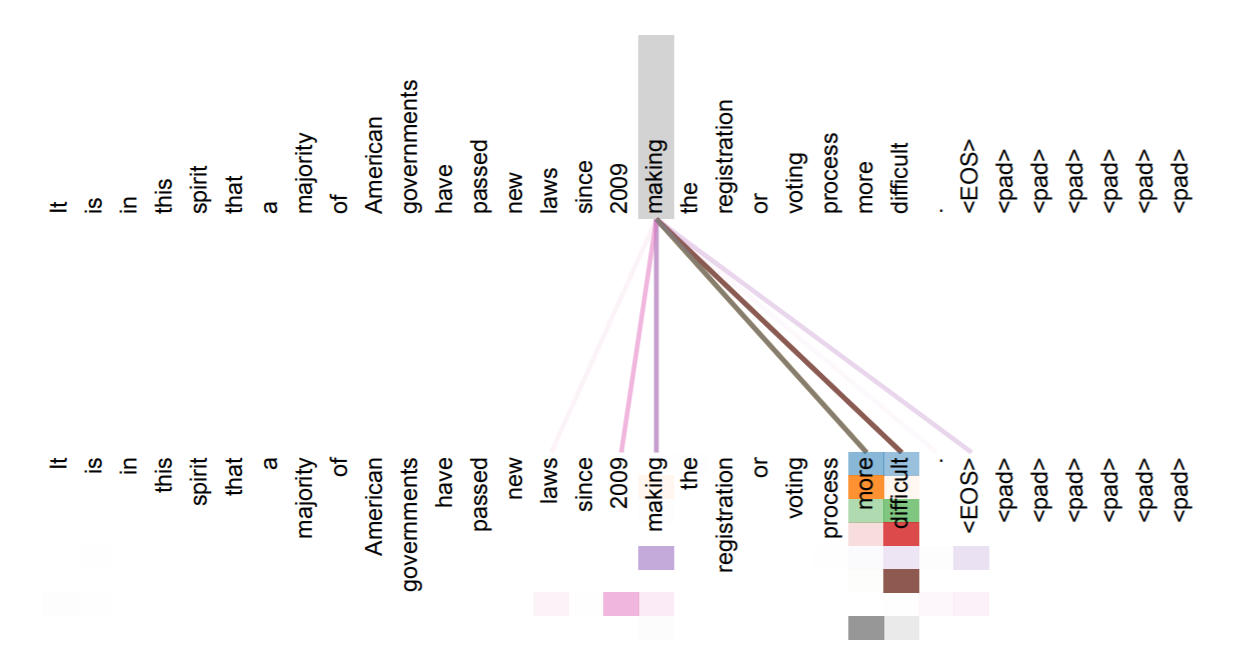 It is in this spirit that a majority of American governments have passed new laws since 2009 making the registration or voting process more difficult . <EOS> <pad> <pad> <pad> <pad> <pad> <pad>
It is in this spirit that a majority of American governments have passed new laws since 2009 making the registration or voting process more difficult . <EOS> <pad> <pad> <pad> <pad> <pad> <pad>